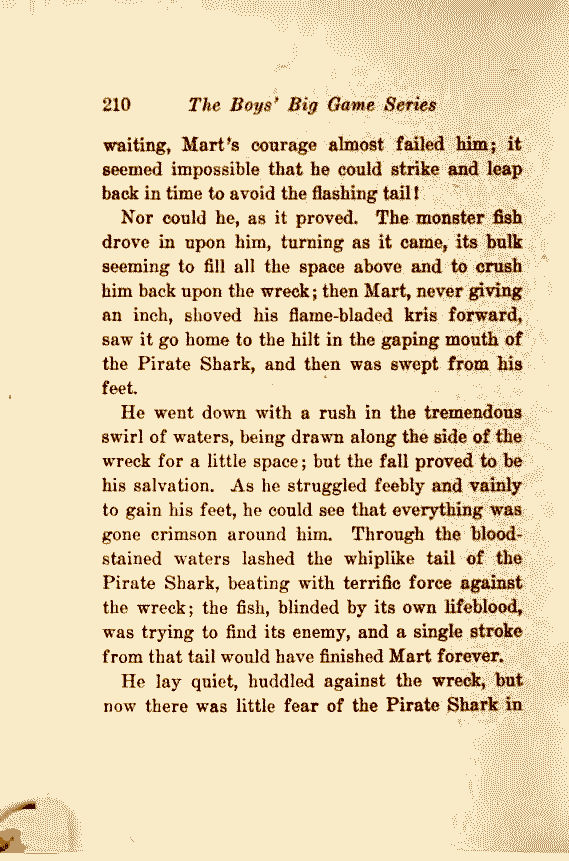 210 The Boys' Big Game Series
waiting, Mart's courage almost failed him; it
seemed impossible that he could strike and leap
back in time to avoid the flashing tail!
Nor could he, as it proved. The monster fish
drove in upon him, turning as it came, its bulk
seeming to fill all the space above and to crush
him back upon the wreck; then Mart, never giving
an inch, shoved his flame-bladed kris forward,
saw it go home to the hilt in the gaping mouth of
the Pirate Shark, and then was swept from his
feet.
He went down with a rush in the tremendous
swirl of waters, being drawn along the side of the
wreck for a little space; but the fall proved to be
his salvation. As he struggled feebly and vainly
to gain his feet, he could see that everything was
gone crimson around him. Through the blood-
stained waters lashed the whiplike tail of the
Pirate Shark, beating with terrific force against
the wreck; the fish, blinded by its own lifeblood,
was trying to find its enemy, and a single stroke
from that tail would have finished Mart forever.
He lay quiet, huddled against the wreck, but
now there was little fear of the Pirate Shark in